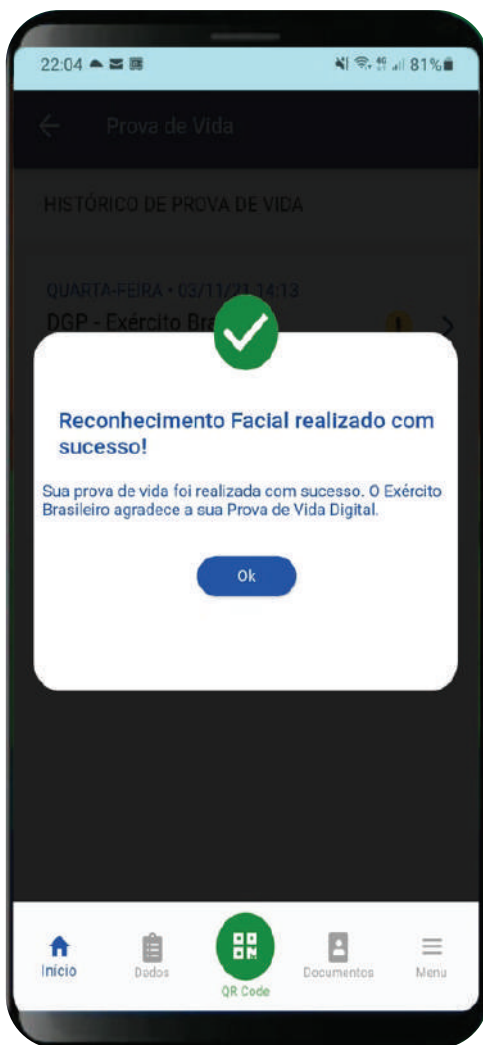 22:04 81%
Prova de Vida
HISTÓRICO DE PROVA DE VIDA
QUARTA-FEIRA • 03/11/21 14:13
DGP - Exército Bra
Reconhecimento Facial realizado com
sucesso!
Sua prova de vida foi realizada com sucesso. O Exército
Brasileiro agradece a sua Prova de Vida Digital.
Ok
Início Dados QR Code Documentos Menu